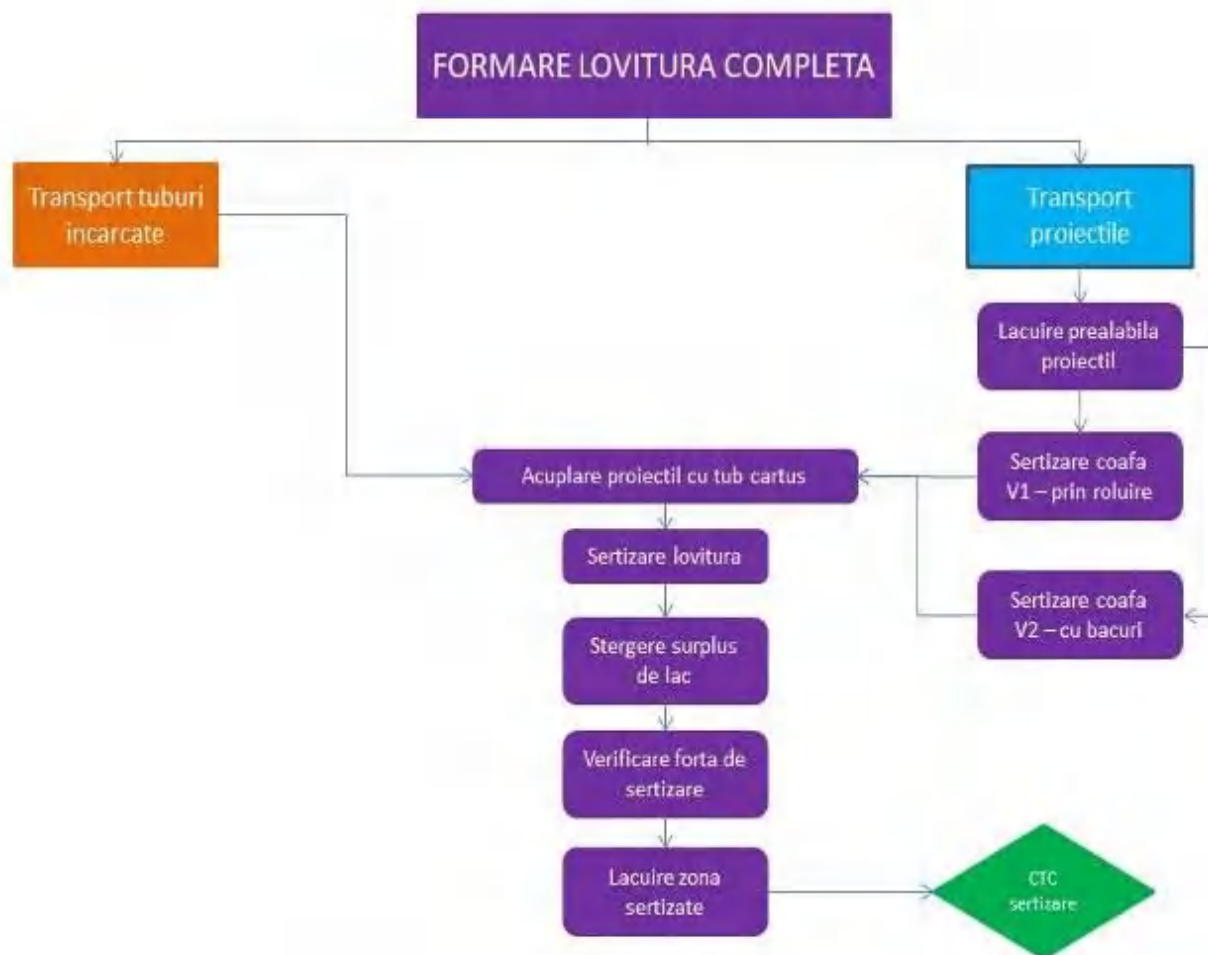 FORMARE LOVITURA COMPLETA
Transport tuburi
incarcate
Transport
proiectile
Lacuire prealabila
proiectil
Sertizare coafa
V1 – prin roluire
Acuplare proiectil cu tub cartus
Sertizare lovitura
Sertizare coafa
V2 – cu bacuri
Stergere surplus
de lac
Verificare forta de
sertizare
Lacuire zona
sertizate
CTC
sertizare